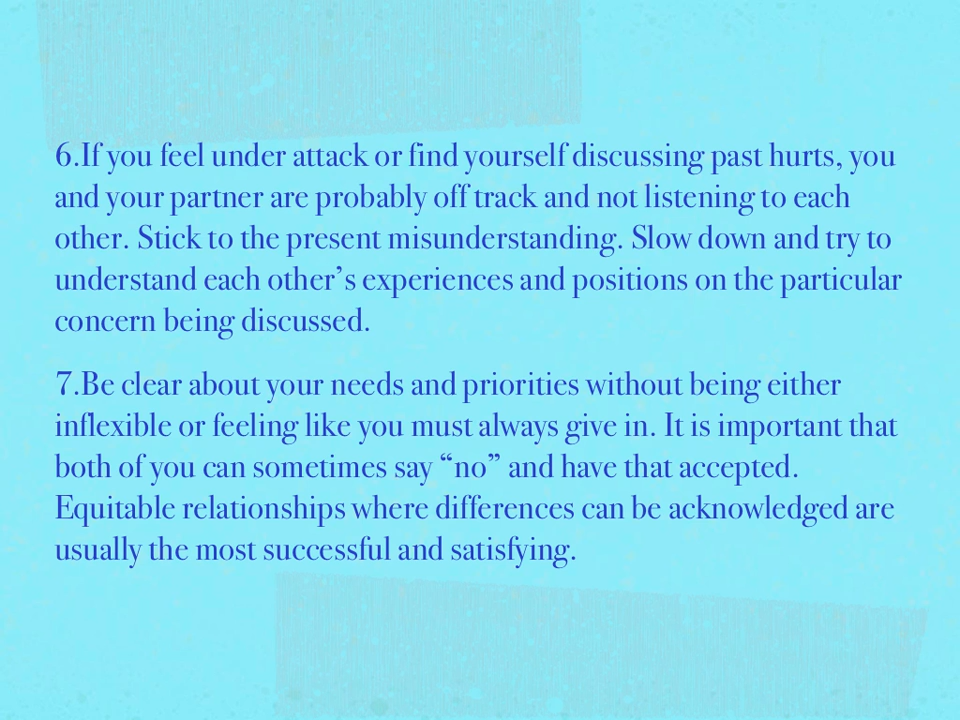 6.If you feel under attack or find yourself discussing past hurts, you
and your partner are probably off track and not listening to each
other. Stick to the present misunderstanding. Slow down and try to
understand each other’s experiences and positions on the particular
concern being discussed.
7.Be clear about your needs and priorities without being either
inflexible or feeling like you must always give in. It is important that
both of you can sometimes say “no” and have that accepted.
Equitable relationships where differences can be acknowledged are
usually the most successful and satisfying.